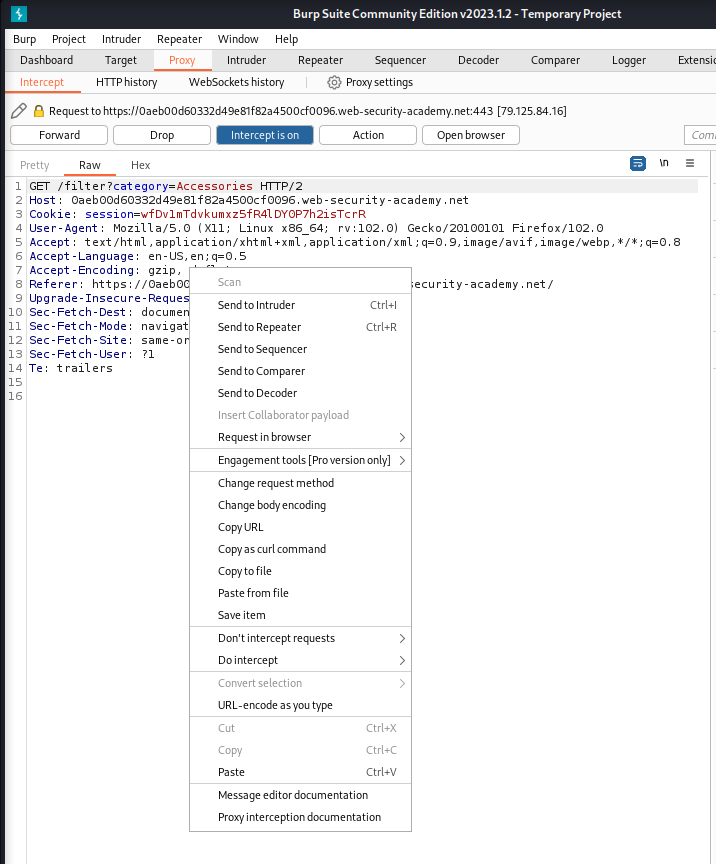 Burp Suite Community Edition v2023.1.2 - Temporary Project
Burp Project Intruder Repeater Window Help
Dashboard Target Proxy Intruder Repeater Sequencer Decoder Comparer Logger Extensio
Intercept HTTP history WebSockets history Proxy settings
Request to https://0aeb00d60332d49e81f82a4500cf0096.web-security-academy.net:443 [79.125.84.16]
Forward Drop Intercept is on Action Open browser Com
Pretty Raw Hex \n
1 GET /filter?category=Accessories HTTP/2
2 Host: 0aeb00d60332d49e81f82a4500cf0096.web-security-academy.net
3 Cookie: session=wfDv1mTdvkumxz5fR4lDY0P7h2isTcrR
4 User-Agent: Mozilla/5.0 (X11; Linux x86_64; rv:102.0) Gecko/20100101 Firefox/102.0
5 Accept: text/html,application/xhtml+xml,application/xml;q=0.9,image/avif,image/webp,*/*;q=0.8
6 Accept-Language: en-US,en;q=0.5
7 Accept-Encoding: gzip,
8 Referer: https://0aeb00 ecurity-academy.net/
9 Upgrade-Insecure-Reques
10 Sec-Fetch-Dest: documen
11 Sec-Fetch-Mode: navigat
12 Sec-Fetch-Site: same-or
13 Sec-Fetch-User: ?1
14 Te: trailers
15
16
Scan
Send to Intruder Ctrl+I
Send to Repeater Ctrl+R
Send to Sequencer
Send to Comparer
Send to Decoder
Insert Collaborator payload
Request in browser
Engagement tools [Pro version only]
Change request method
Change body encoding
Copy URL
Copy as curl command
Copy to file
Paste from file
Save item
Don't intercept requests
Do intercept
Convert selection
URL-encode as you type
Cut Ctrl+X
Copy Ctrl+C
Paste Ctrl+V
Message editor documentation
Proxy interception documentation